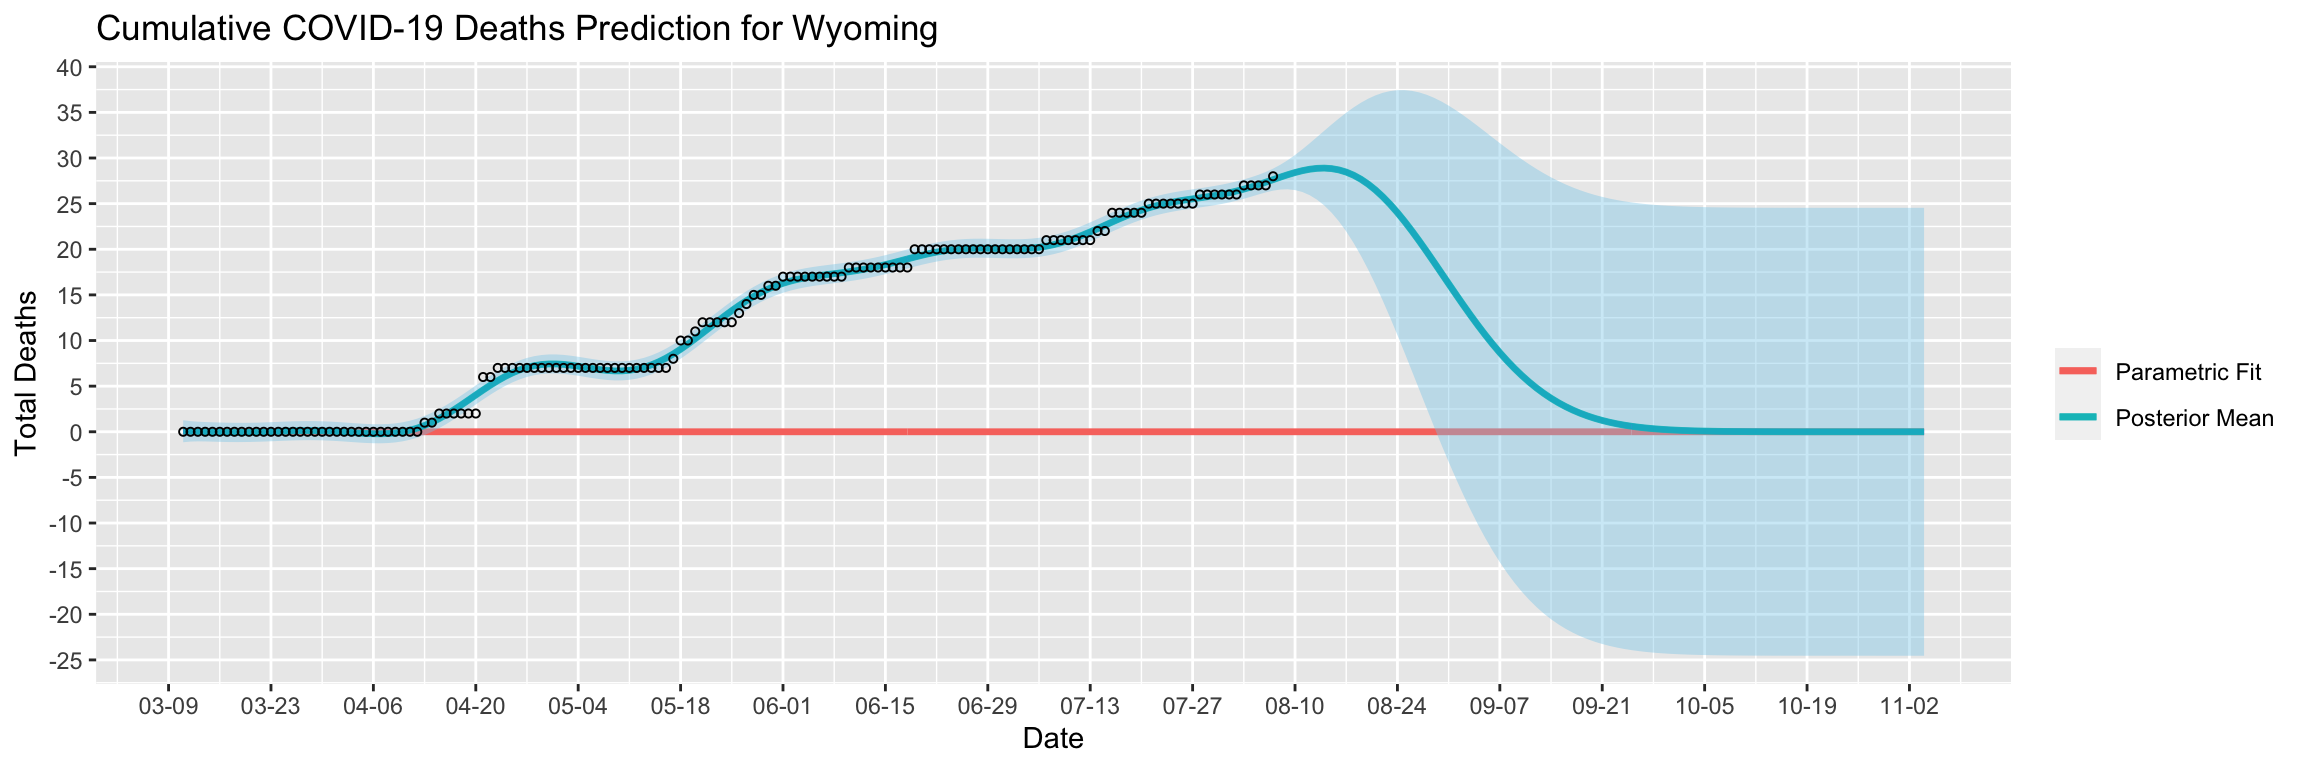 Cumulative COVID-19 Deaths Prediction for Wyoming
40
35
30
25
20
15
10
5
0
-5
-10
-15
-20
-25
Total Deaths
03-09 03-23 04-06 04-20 05-04 05-18 06-01 06-15 06-29 07-13 07-27 08-10 08-24 09-07 09-21 10-05 10-19 11-02
Date
Parametric Fit
Posterior Mean